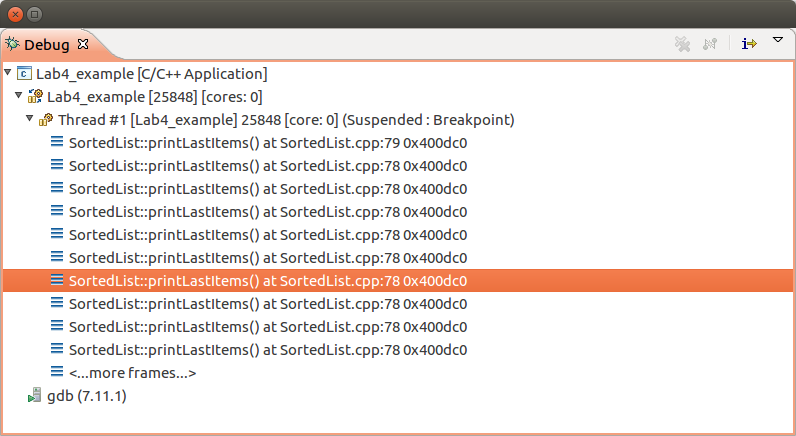 Debug
Lab4_example [C/C++ Application]
Lab4_example [25848] [cores: 0]
Thread #1 [Lab4_example] 25848 [core: 0] (Suspended : Breakpoint)
SortedList::printLastItems() at SortedList.cpp:79 0x400dc0
SortedList::printLastItems() at SortedList.cpp:78 0x400dc0
SortedList::printLastItems() at SortedList.cpp:78 0x400dc0
SortedList::printLastItems() at SortedList.cpp:78 0x400dc0
SortedList::printLastItems() at SortedList.cpp:78 0x400dc0
SortedList::printLastItems() at SortedList.cpp:78 0x400dc0
SortedList::printLastItems() at SortedList.cpp:78 0x400dc0
SortedList::printLastItems() at SortedList.cpp:78 0x400dc0
SortedList::printLastItems() at SortedList.cpp:78 0x400dc0
SortedList::printLastItems() at SortedList.cpp:78 0x400dc0
<...more frames...>
gdb (7.11.1)